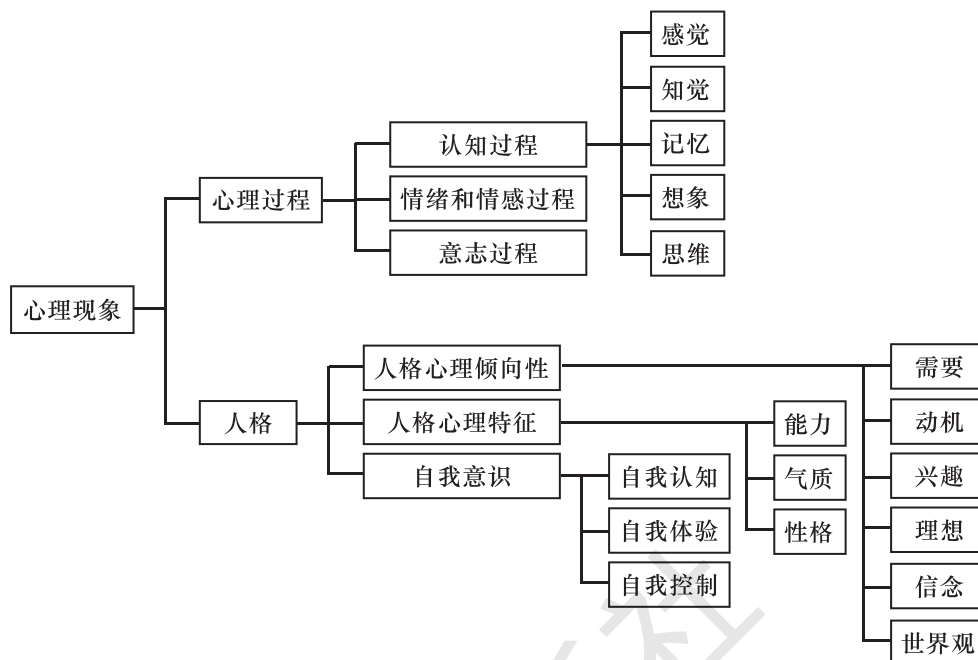 心理现象
心理过程
认知过程
感觉
知觉
记忆
想象
思维
情绪和情感过程
意志过程
人格
人格心理倾向性
需要
动机
兴趣
理想
信念
世界观
人格心理特征
能力
气质
性格
自我意识
自我认知
自我体验
自我控制
社